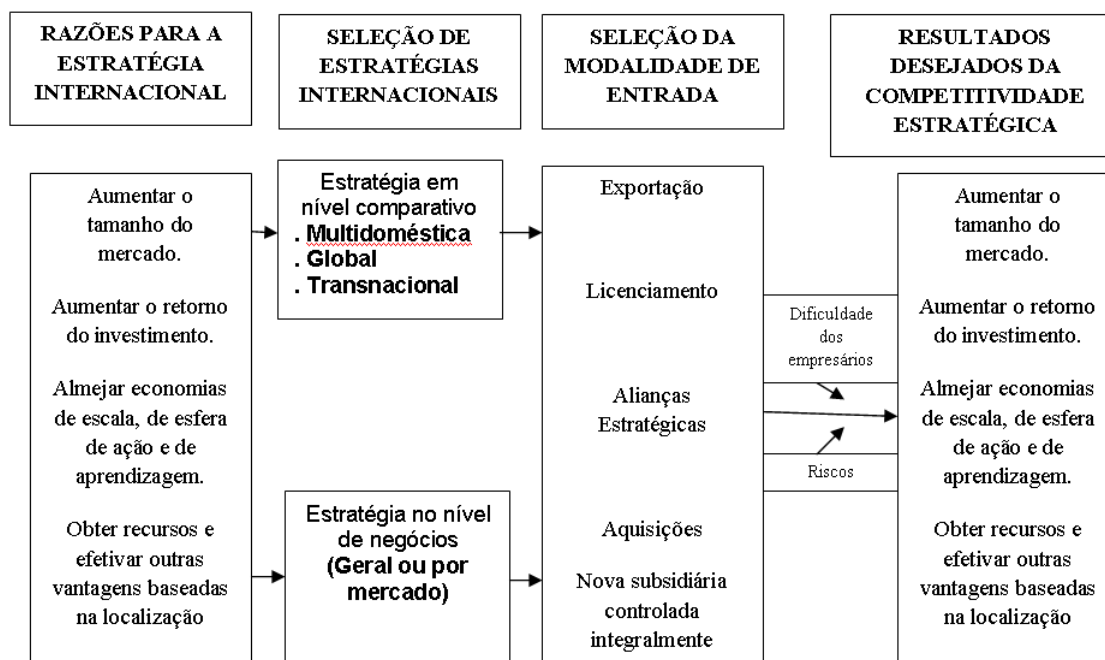 RAZÕES PARA A
ESTRATÉGIA
INTERNACIONAL
SELEÇÃO DE
ESTRATÉGIAS
INTERNACIONAIS
SELEÇÃO DA
MODALIDADE DE
ENTRADA
RESULTADOS
DESEJADOS DA
COMPETITIVIDADE
ESTRATÉGICA
Aumentar o
tamanho do
mercado.
Aumentar o retorno
do investimento.
Almejar economias
de escala, de esfera
de ação e de
aprendizagem.
Obter recursos e
efetivar outras
vantagens baseadas
na localização
Estratégia em
nível comparativo
. Multidoméstica
. Global
. Transnacional
Estratégia no nível
de negócios
(Geral ou por
mercado)
Exportação
Licenciamento
Alianças
Estratégicas
Aquisições
Nova subsidiária
controlada
integralmente
Dificuldade
dos
empresários
Riscos
Aumentar o
tamanho do
mercado.
Aumentar o retorno
do investimento.
Almejar economias
de escala, de esfera
de ação e de
aprendizagem.
Obter recursos e
efetivar outras
vantagens baseadas
na localização